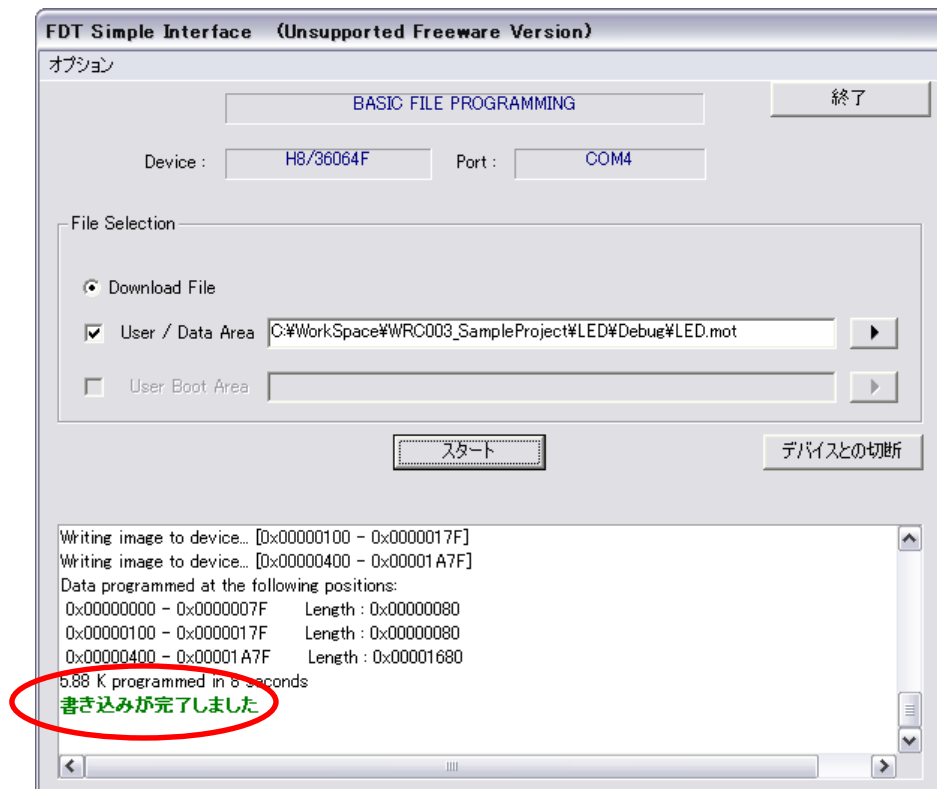 FDT Simple Interface (Unsupported Freeware Version)
オプション
BASIC FILE PROGRAMMING
終了
Device : H8/36064F Port : COM4
File Selection
Download File
User / Data Area C:¥WorkSpace¥WRC003_SampleProject¥LED¥Debug¥LED.mot
User Boot Area
スタート
デバイスとの切断
Writing image to device... [0x00000100 - 0x0000017F]
Writing image to device... [0x00000400 - 0x00001A7F]
Data programmed at the following positions:
0x00000000 - 0x0000007F Length : 0x00000080
0x00000100 - 0x0000017F Length : 0x00000080
0x00000400 - 0x00001A7F Length : 0x00001680
5.88 K programmed in 8 seconds
書き込みが完了しました